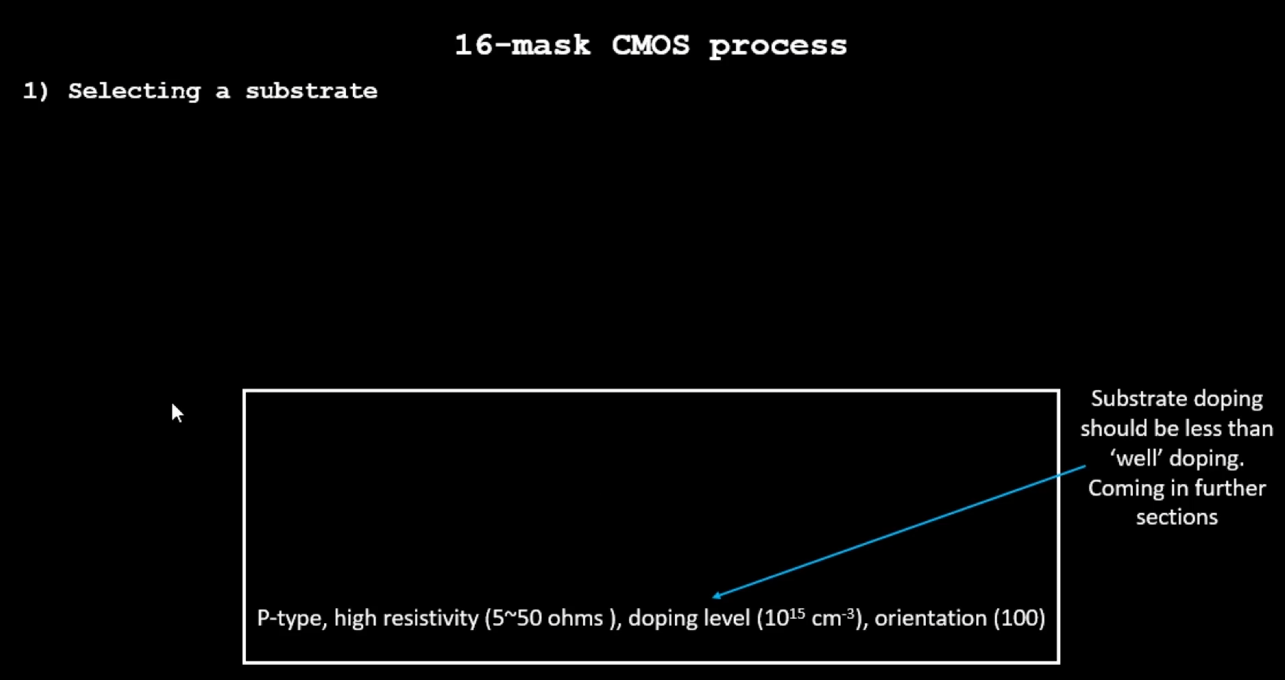 16-mask CMOS process
1) Selecting a substrate
Substrate doping
should be less than
‘well’ doping.
Coming in further
sections
P-type, high resistivity (5~50 ohms ), doping level (10¹⁵ cm⁻³), orientation (100)